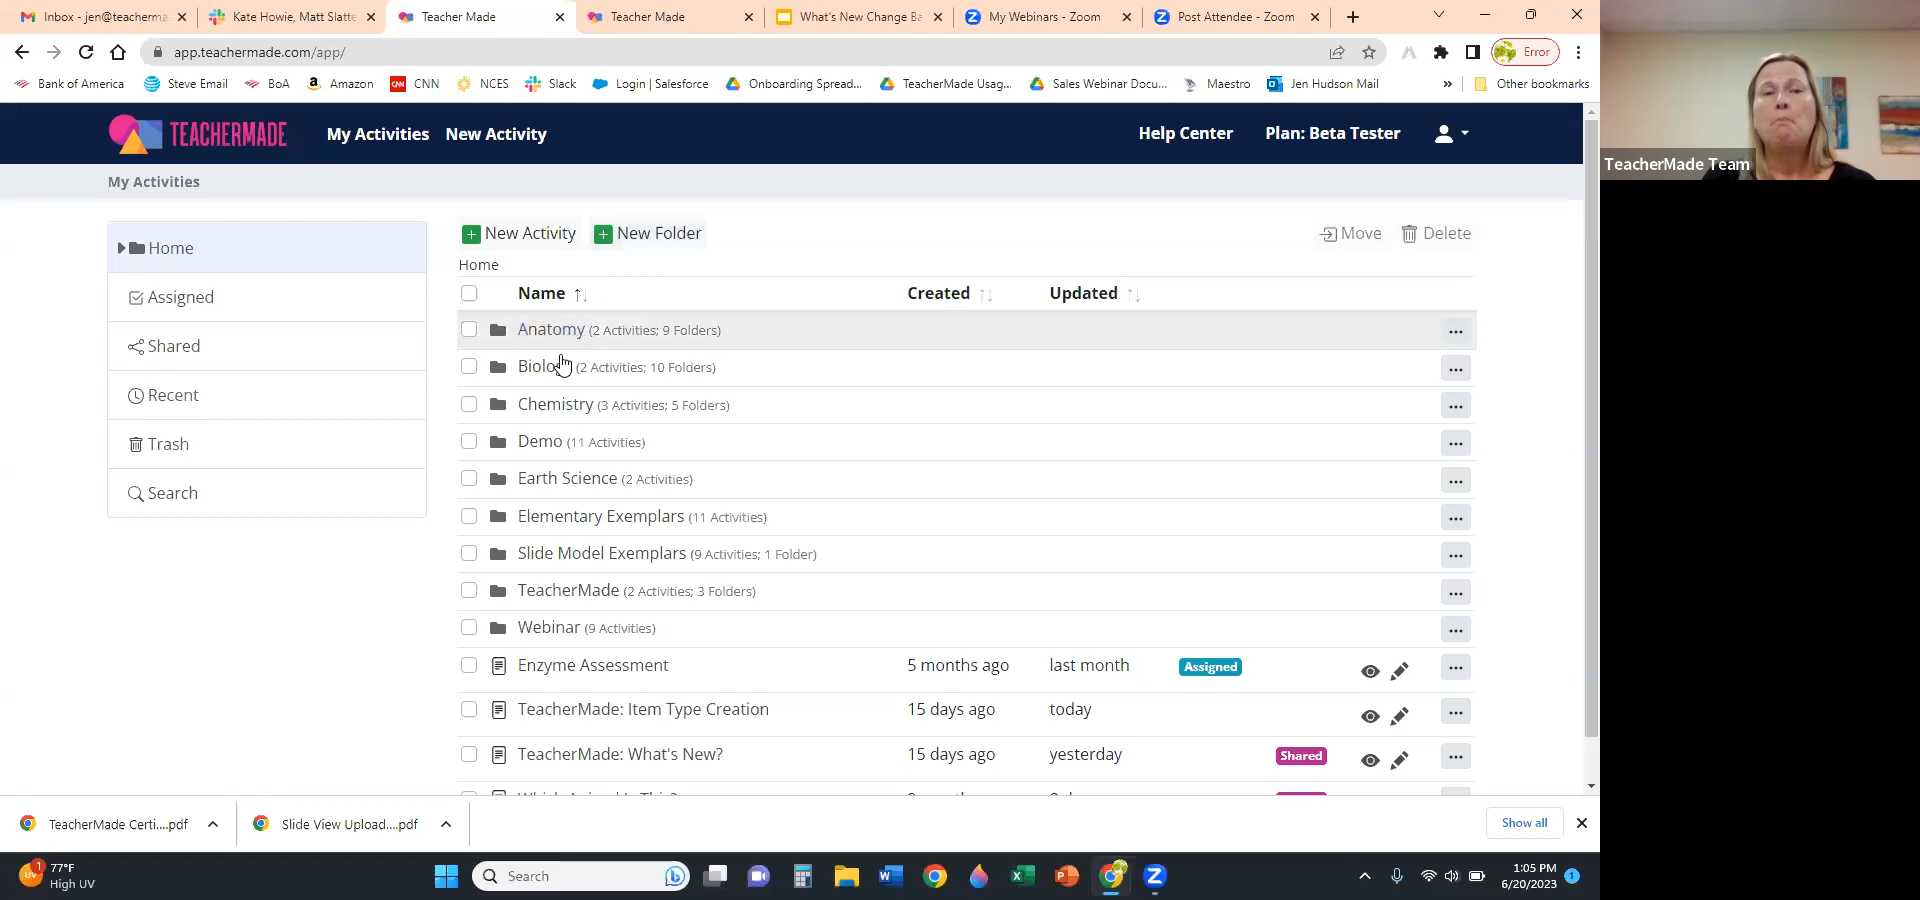 Inbox - jen@teacherma
Kate Howie, Matt Slatte
Teacher Made
Teacher Made
What's New Change Ba
My Webinars - Zoom
Post Attendee - Zoom
app.teachermade.com/app/
Error
Bank of America
Steve Email
BoA
Amazon
CNN
NCES
Slack
Login | Salesforce
Onboarding Spread...
TeacherMade Usag...
Sales Webinar Docu...
Maestro
Jen Hudson Mail
Other bookmarks
TEACHERMADE
My Activities
New Activity
Help Center
Plan: Beta Tester
TeacherMade Team
My Activities
Home
Assigned
Shared
Recent
Trash
Search
New Activity
New Folder
Move
Delete
Home
Name
Created
Updated
Anatomy (2 Activities; 9 Folders)
Biolo (2 Activities; 10 Folders)
Chemistry (3 Activities; 5 Folders)
Demo (11 Activities)
Earth Science (2 Activities)
Elementary Exemplars (11 Activities)
Slide Model Exemplars (9 Activities; 1 Folder)
TeacherMade (2 Activities; 3 Folders)
Webinar (9 Activities)
Enzyme Assessment 5 months ago last month Assigned
TeacherMade: Item Type Creation 15 days ago today
TeacherMade: What's New? 15 days ago yesterday Shared
TeacherMade Certi....pdf
Slide View Upload....pdf
Show all
77°F
High UV
Search
1:05 PM
6/20/2023